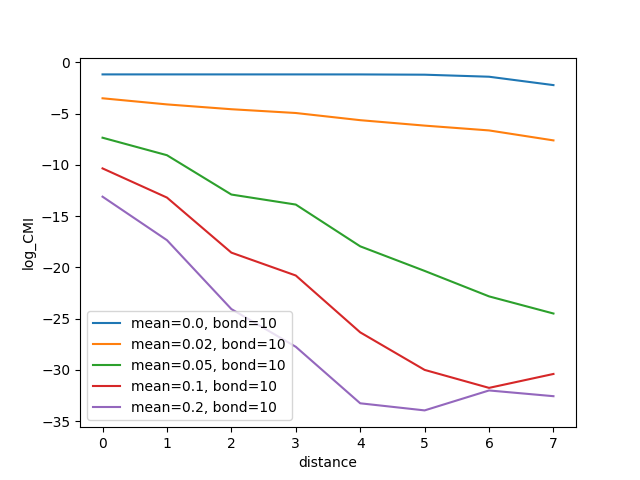 0
−5
−10
−15
−20
−25
−30
−35
log_CMI
mean=0.0, bond=10
mean=0.02, bond=10
mean=0.05, bond=10
mean=0.1, bond=10
mean=0.2, bond=10
0 1 2 3 4 5 6 7
distance